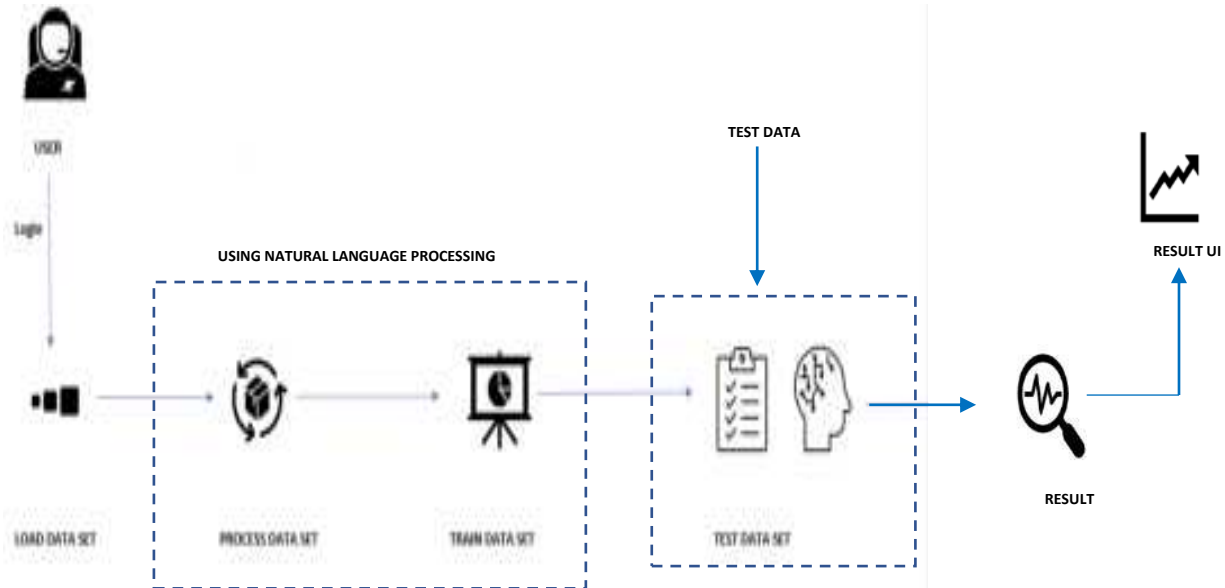 USER
TEST DATA
Login
USING NATURAL LANGUAGE PROCESSING
RESULT UI
RESULT
LOAD DATA SET
PROCESS DATA SET
TRAIN DATA SET
TEST DATA SET